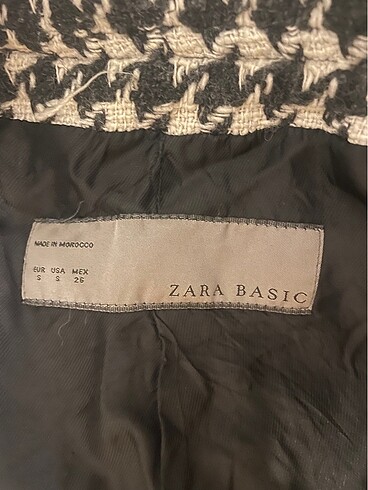 MADE IN MOROCCO
EUR USA MEX
S S 26
ZARA BASIC